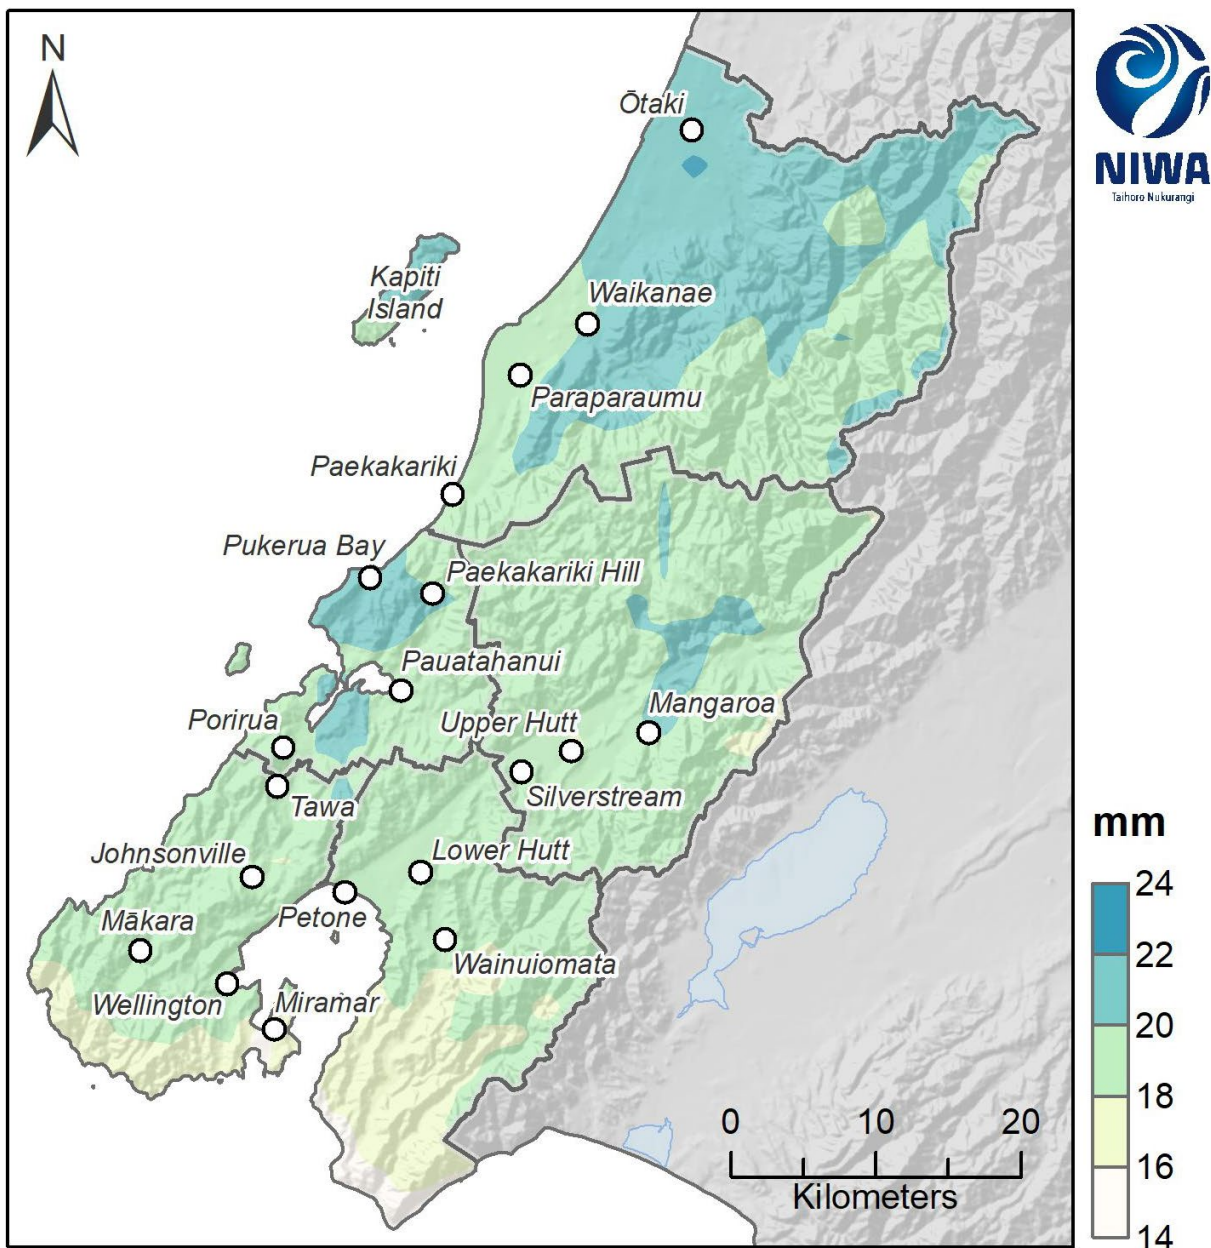 N
NIWA
Taihoro Nukurangi
Ōtaki
Kapiti
Island
Waikanae
Paraparaumu
Paekakariki
Pukerua Bay
Paekakariki Hill
Pauatahanui
Porirua
Upper Hutt
Mangaroa
Silverstream
Tawa
Johnsonville
Lower Hutt
Petone
Mākara
Wainuiomata
Wellington
Miramar
mm
24
22
20
18
16
14
0 10 20
Kilometers